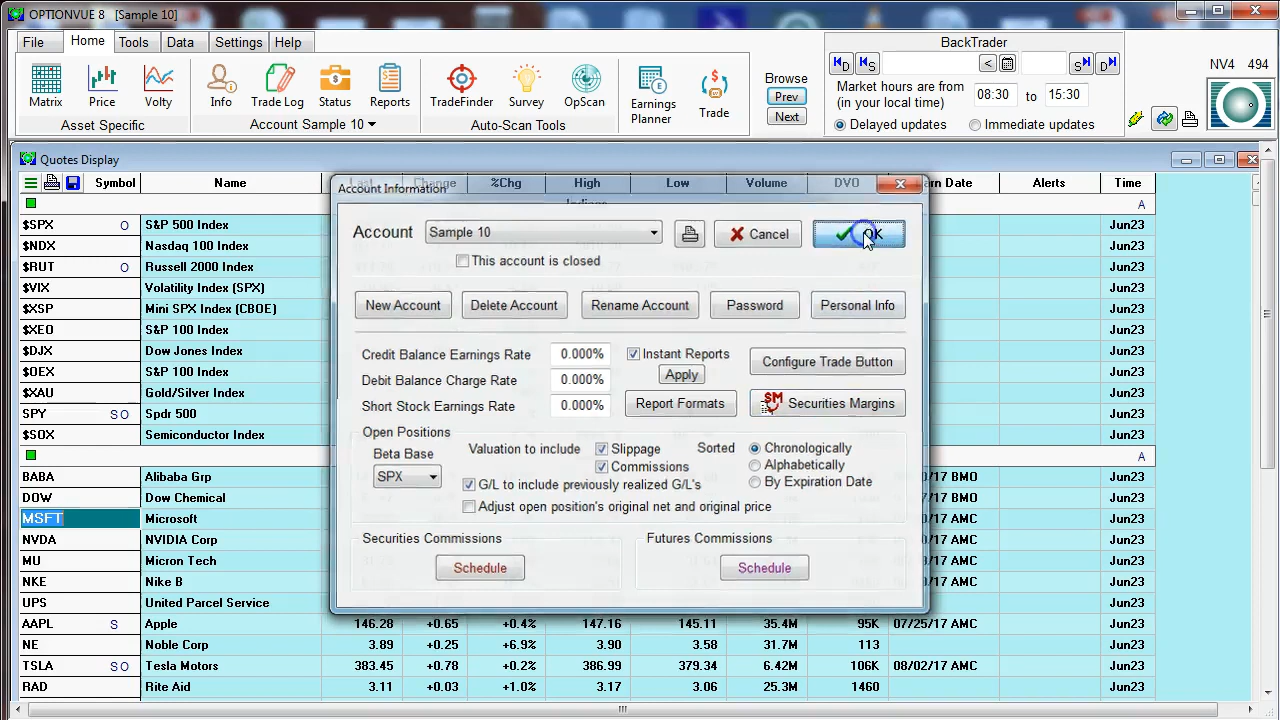 OPTIONVUE 8 [Sample 10]
File Home Tools Data Settings Help
BackTrader
NV4 494
D S < S D
Market hours are from
(in your local time) 08:30 to 15:30
Delayed updates Immediate updates
Matrix Price Volty Info Trade Log Status Reports TradeFinder Survey OpScan Earnings Planner Trade
Browse
Prev
Next
Asset Specific Account Sample 10 Auto-Scan Tools
Quotes Display
Symbol Name %Chg High Low Volume DVO Alerts Time
A
$SPX O S&P 500 Index Jun23
$NDX Nasdaq 100 Index Jun23
$RUT O Russell 2000 Index Jun23
$VIX Volatility Index (SPX) Jun23
$XSP Mini SPX Index (CBOE) Jun23
$XEO S&P 100 Index Jun23
$DJX Dow Jones Index Jun23
$OEX S&P 100 Index Jun23
$XAU Gold/Silver Index Jun23
SPY S O Spdr 500 Jun23
$SOX Semiconductor Index Jun23
A
BABA Alibaba Grp BMO Jun23
DOW Dow Chemical BMO Jun23
MSFT Microsoft AMC Jun23
NVDA NVIDIA Corp AMC Jun23
MU Micron Tech AMC Jun23
NKE Nike B AMC Jun23
UPS United Parcel Service Jun23
AAPL S Apple 146.28 +0.65 +0.4% 147.16 145.11 35.4M 95K 07/25/17 AMC Jun23
NE Noble Corp 3.89 +0.25 +6.9% 3.90 3.58 31.7M 113 Jun23
TSLA S O Tesla Motors 383.45 +0.78 +0.2% 386.99 379.34 6.42M 106K 08/02/17 AMC Jun23
RAD Rite Aid 3.11 +0.03 +1.0% 3.17 3.06 25.3M 1460 Jun23
Account Information
Account Sample 10 Cancel OK
This account is closed
New Account Delete Account Rename Account Password Personal Info
Credit Balance Earnings Rate 0.000% Instant Reports Configure Trade Button
Debit Balance Charge Rate 0.000% Apply
Short Stock Earnings Rate 0.000% Report Formats SM Securities Margins
Open Positions
Beta Base
SPX
Valuation to include Slippage
Commissions
Sorted Chronologically
Alphabetically
By Expiration Date
G/L to include previously realized G/L's
Adjust open position's original net and original price
Securities Commissions
Schedule
Futures Commissions
Schedule